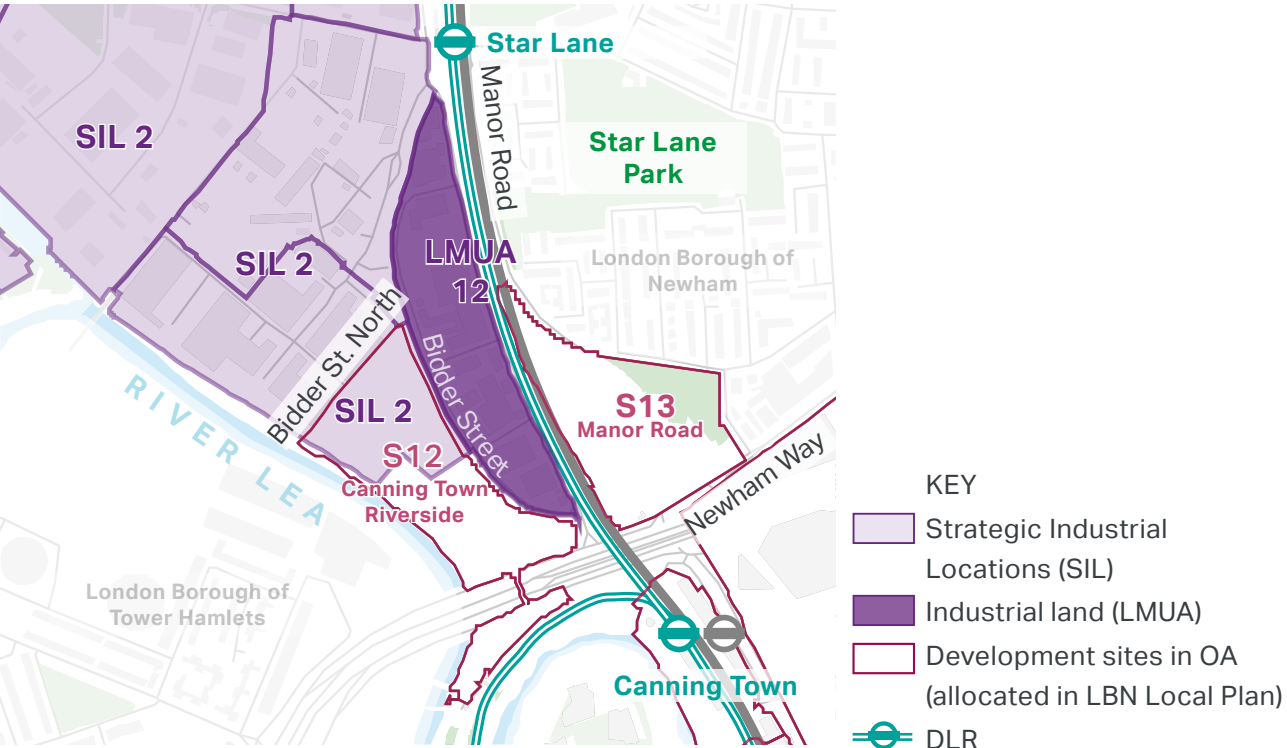 Star Lane
Manor Road
SIL 2
Star Lane
Park
LMUA
12
SIL 2
London Borough of
Newham
Bidder St. North
Bidder Street
RIVER LEA
SIL 2
S13
Manor Road
S12
Canning Town
Riverside
Newham Way
London Borough of
Tower Hamlets
Canning Town
KEY
Strategic Industrial
Locations (SIL)
Industrial land (LMUA)
Development sites in OA
(allocated in LBN Local Plan)
DLR